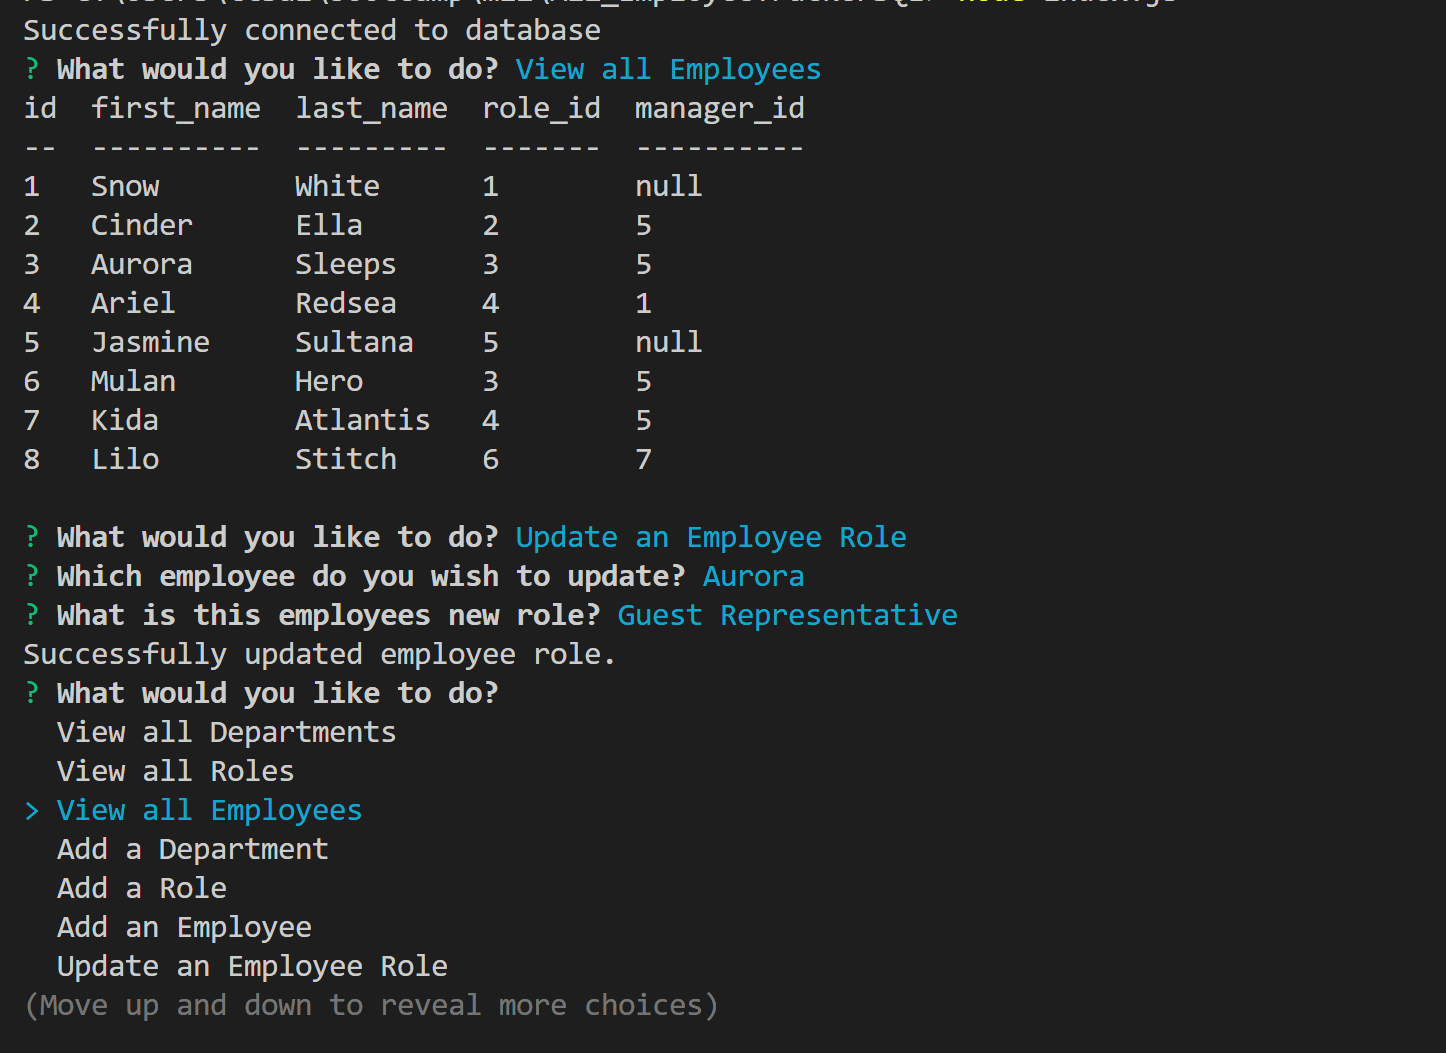 Successfully connected to database
? What would you like to do? View all Employees
id  first_name  last_name  role_id  manager_id
--  ----------  ---------  -------  ----------
1   Snow        White      1        null
2   Cinder      Ella       2        5
3   Aurora      Sleeps     3        5
4   Ariel       Redsea     4        1
5   Jasmine     Sultana    5        null
6   Mulan       Hero       3        5
7   Kida        Atlantis   4        5
8   Lilo        Stitch     6        7
? What would you like to do? Update an Employee Role
? Which employee do you wish to update? Aurora
? What is this employees new role? Guest Representative
Successfully updated employee role.
? What would you like to do?
View all Departments
View all Roles
> View all Employees
Add a Department
Add a Role
Add an Employee
Update an Employee Role
(Move up and down to reveal more choices)